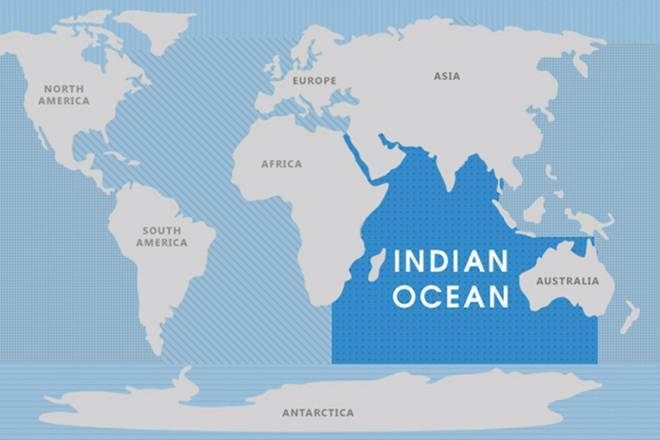 NORTH
AMERICA
EUROPE
ASIA
AFRICA
SOUTH
AMERICA
INDIAN
OCEAN
AUSTRALIA
ANTARCTICA